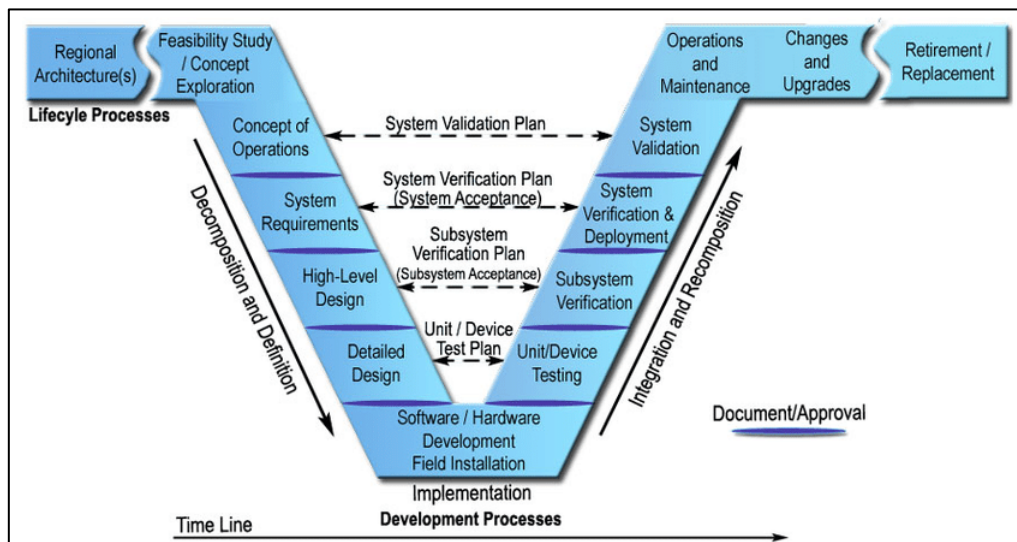 Regional
Architecture(s)
Feasibility Study
/ Concept
Exploration
Operations
and
Maintenance
Changes
and
Upgrades
Retirement /
Replacement
Lifecyle Processes
Concept of
Operations
System Validation Plan
System
Validation
System
Requirements
System Verification Plan
(System Acceptance)
System
Verification &
Deployment
High-Level
Design
Subsystem
Verification Plan
(Subsystem Acceptance)
Subsystem
Verification
Detailed
Design
Unit / Device
Test Plan
Unit/Device
Testing
Decomposition and Definition
Integration and Recomposition
Software / Hardware
Development
Field Installation
Document/Approval
Implementation
Development Processes
Time Line